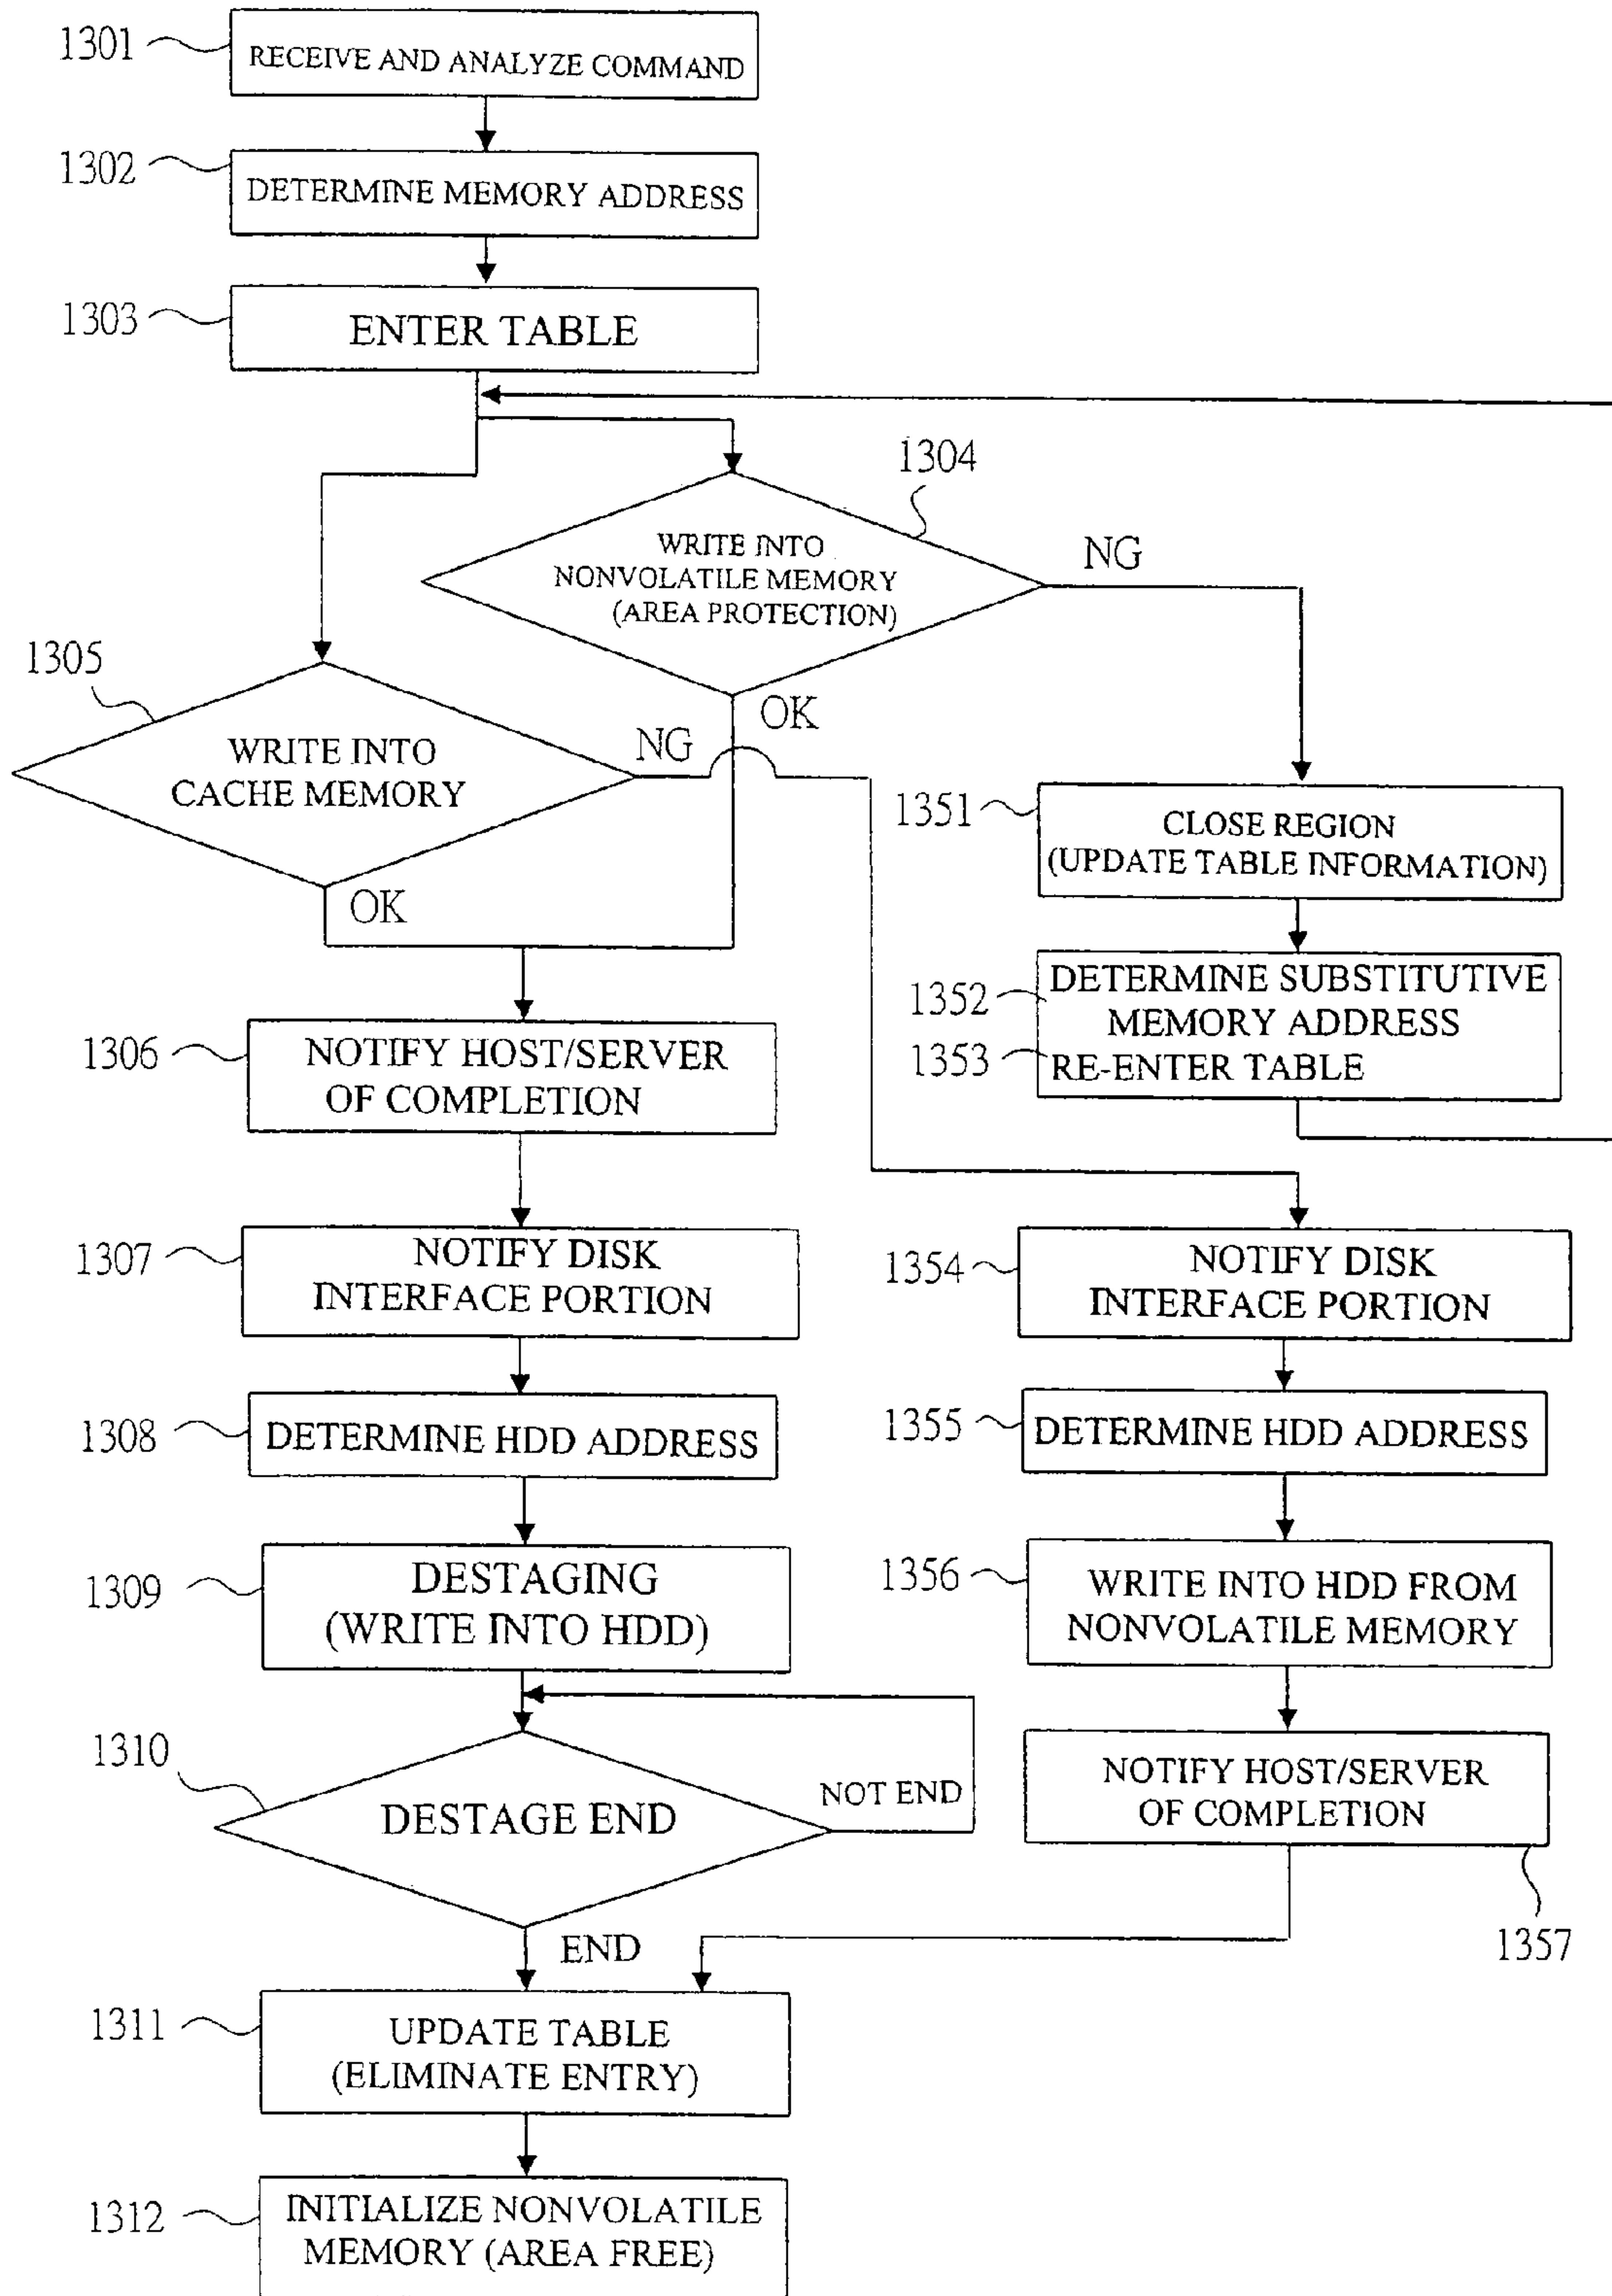 1301
RECEIVE AND ANALYZE COMMAND
1302
DETERMINE MEMORY ADDRESS
1303
ENTER TABLE
1304
WRITE INTO
NONVOLATILE MEMORY
(AREA PROTECTION)
NG
OK
1305
WRITE INTO
CACHE MEMORY
NG
OK
1351
CLOSE REGION
(UPDATE TABLE INFORMATION)
1352
DETERMINE SUBSTITUTIVE
MEMORY ADDRESS
1353
RE-ENTER TABLE
1306
NOTIFY HOST/SERVER
OF COMPLETION
1307
NOTIFY DISK
INTERFACE PORTION
1354
NOTIFY DISK
INTERFACE PORTION
1308
DETERMINE HDD ADDRESS
1355
DETERMINE HDD ADDRESS
1309
DESTAGING
(WRITE INTO HDD)
1356
WRITE INTO HDD FROM
NONVOLATILE MEMORY
1310
DESTAGE END
NOT END
END
NOTIFY HOST/SERVER
OF COMPLETION
1357
1311
UPDATE TABLE
(ELIMINATE ENTRY)
1312
INITIALIZE NONVOLATILE
MEMORY (AREA FREE)